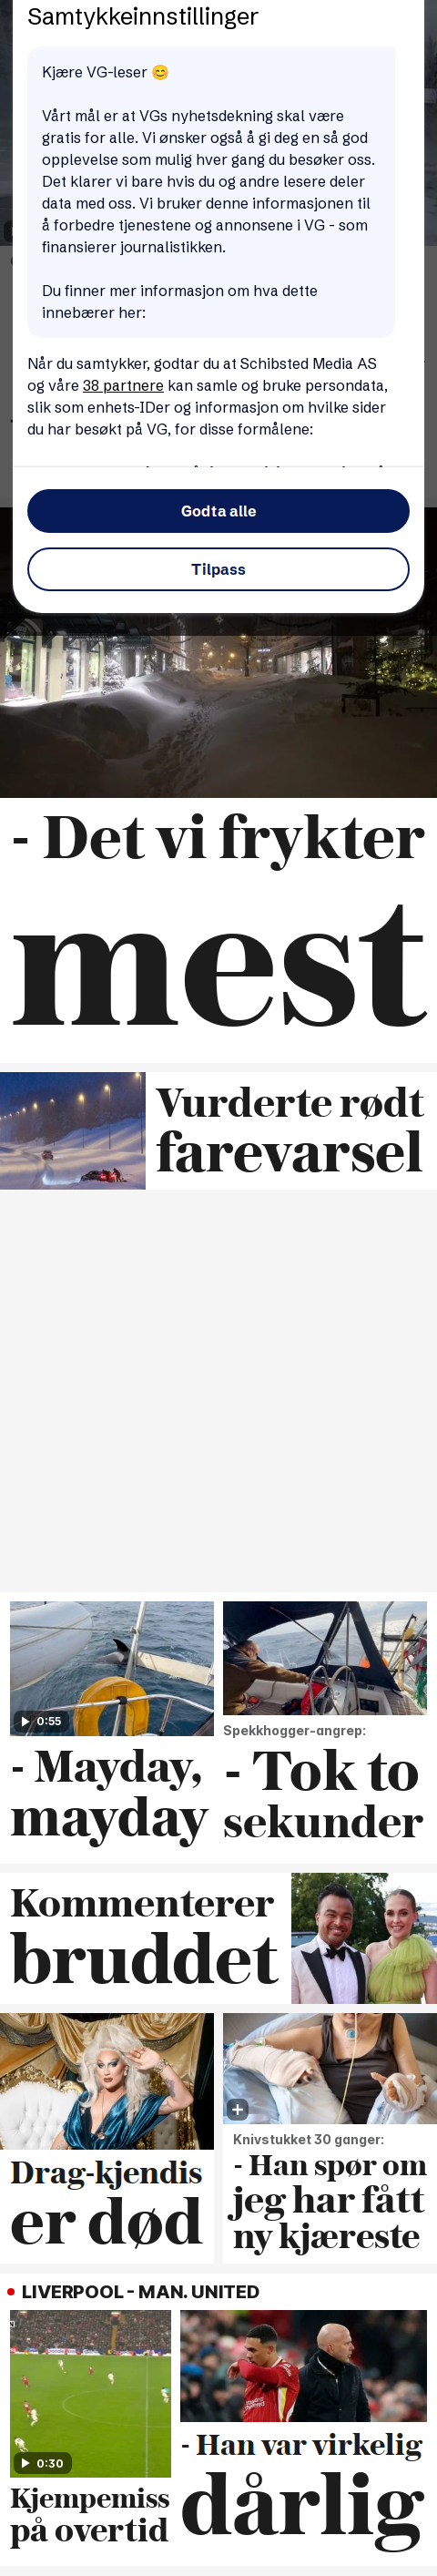 Samtykkeinnstillinger
Kjære VG-leser 😊
Vårt mål er at VGs nyhetsdekning skal være
gratis for alle. Vi ønsker også å gi deg en så god
opplevelse som mulig hver gang du besøker oss.
Det klarer vi bare hvis du og andre lesere deler
data med oss. Vi bruker denne informasjonen til
å forbedre tjenestene og annonsene i VG - som
finansierer journalistikken.
Du finner mer informasjon om hva dette
innebærer her:
Når du samtykker, godtar du at Schibsted Media AS
og våre 38 partnere kan samle og bruke persondata,
slik som enhets-IDer og informasjon om hvilke sider
du har besøkt på VG, for disse formålene:
Godta alle
Tilpass
- Det vi frykter
mest
Vurderte rødt
farevarsel
0:55
- Mayday,
mayday
Spekkhogger-angrep:
- Tok to
sekunder
Kommenterer
bruddet
Drag-kjendis
er død
Knivstukket 30 ganger:
- Han spør om
jeg har fått
ny kjæreste
LIVERPOOL - MAN. UNITED
0:30
Kjempemiss
på overtid
- Han var virkelig
dårlig